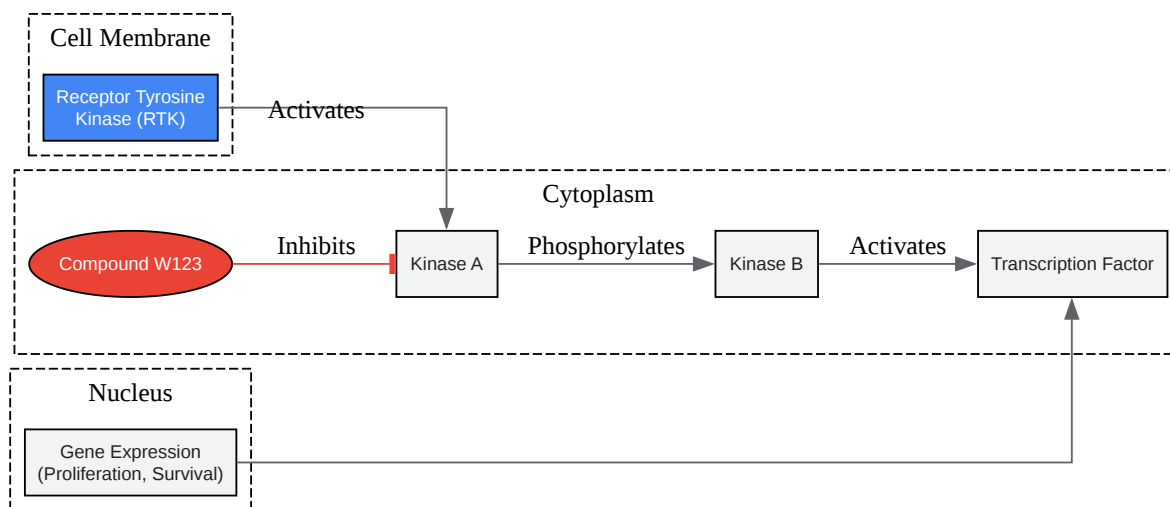 Cell Membrane
Receptor Tyrosine
Kinase (RTK)
Activates
Cytoplasm
Compound W123
Inhibits
Kinase A
Phosphorylates
Kinase B
Activates
Transcription Factor
Nucleus
Gene Expression
(Proliferation, Survival)